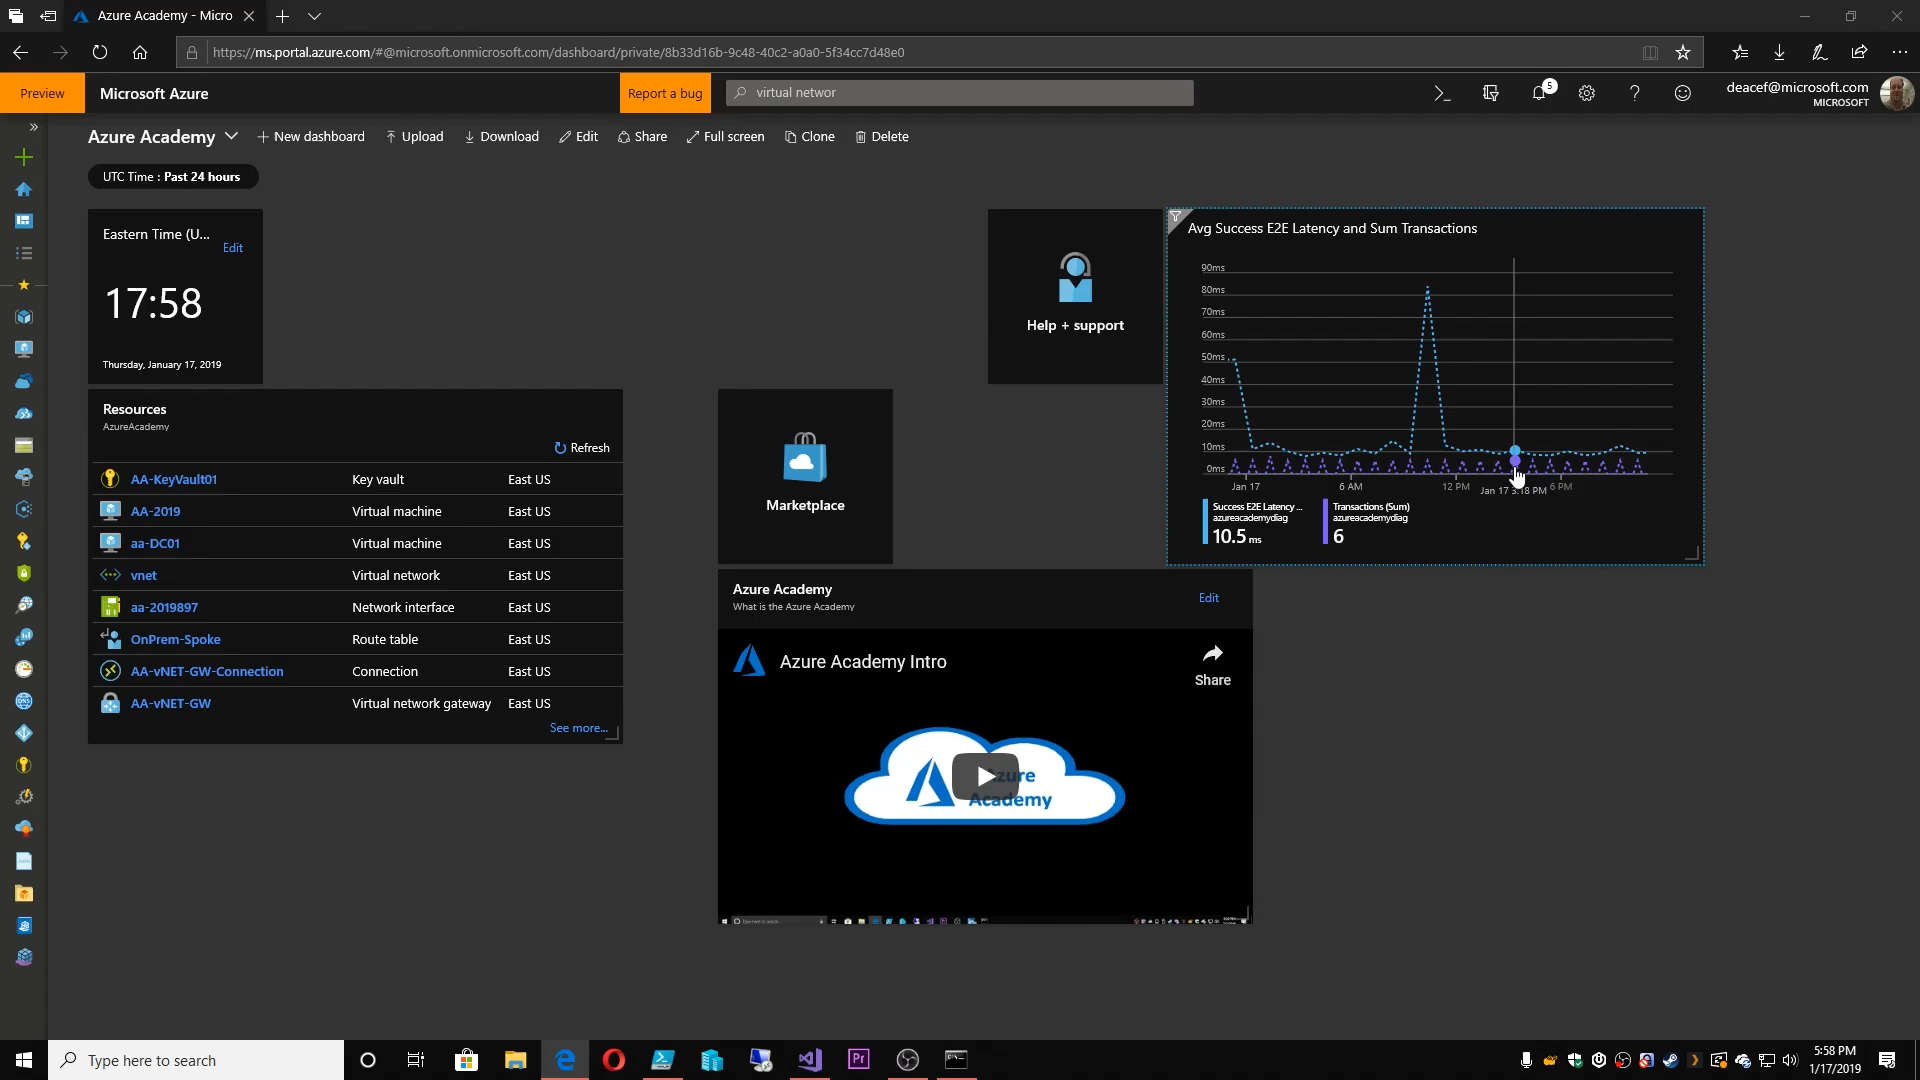 Azure Academy - Micro
https://ms.portal.azure.com/#@microsoft.onmicrosoft.com/dashboard/private/8b33d16b-9c48-40c2-a0a0-5f34cc7d48e0
Preview
Microsoft Azure
Report a bug
virtual networ
5
deacef@microsoft.com
MICROSOFT
Azure Academy
New dashboard
Upload
Download
Edit
Share
Full screen
Clone
Delete
UTC Time : Past 24 hours
Eastern Time (U...
Edit
17:58
Thursday, January 17, 2019
Help + support
Avg Success E2E Latency and Sum Transactions
90ms
80ms
70ms
60ms
50ms
40ms
30ms
20ms
10ms
0ms
Jan 17
6 AM
12 PM
Jan 17 3:18 PM
6 PM
Success E2E Latency ...
azureacademydiag
10.5 ms
Transactions (Sum)
azureacademydiag
6
Resources
AzureAcademy
Refresh
AA-KeyVault01 Key vault East US
AA-2019 Virtual machine East US
aa-DC01 Virtual machine East US
vnet Virtual network East US
aa-2019897 Network interface East US
OnPrem-Spoke Route table East US
AA-vNET-GW-Connection Connection East US
AA-vNET-GW Virtual network gateway East US
See more...
Marketplace
Azure Academy
What is the Azure Academy
Edit
Azure Academy Intro
Share
Academy
Type here to search
Pr
5:58 PM
1/17/2019